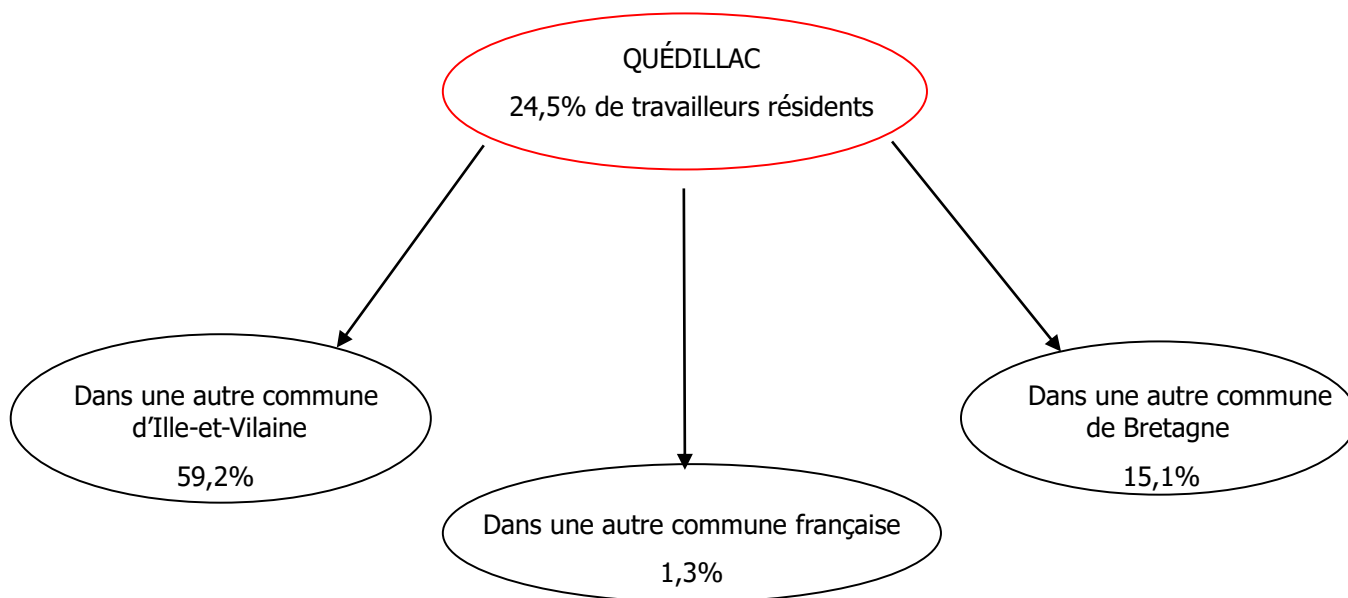 QUÉDILLAC
24,5% de travailleurs résidents
Dans une autre commune
d’Ille-et-Vilaine
59,2%
Dans une autre commune française
1,3%
Dans une autre commune
de Bretagne
15,1%